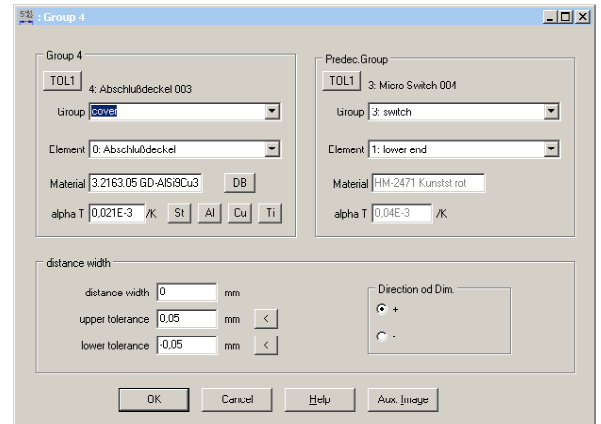 : Group 4
Group 4
TOL1
4: Abschlußdeckel 003
Group cover
Element 0: Abschlußdeckel
Material 3.2163.05 GD-AlSi9Cu3 DB
alpha T 0,021E-3 /K St Al Cu Ti
Predec.Group
TOL1
3: Micro Switch 004
Group 3: switch
Element 1: lower end
Material HM-2471 Kunstst rot
alpha T 0,04E-3 /K
distance width
distance width 0 mm
upper tolerance 0,05 mm <
lower tolerance -0,05 mm <
Direction od Dim.
+
-
OK Cancel Help Aux. Image